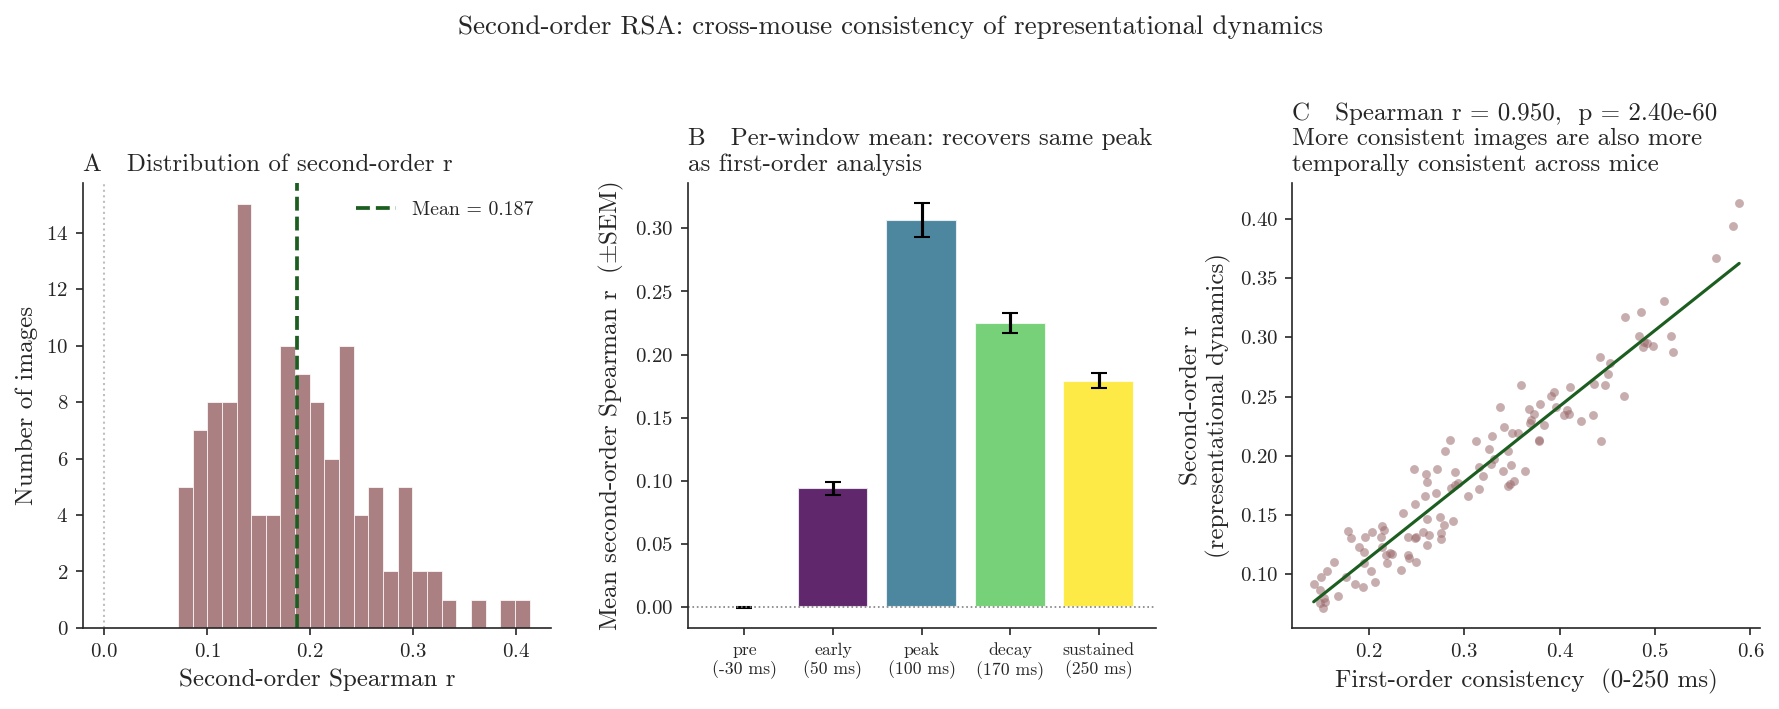 Second-order RSA: cross-mouse consistency of representational dynamics
A Distribution of second-order r
Mean = 0.187
Number of images
0
2
4
6
8
10
12
14
0.0 0.1 0.2 0.3 0.4
Second-order Spearman r
B Per-window mean: recovers same peak
as first-order analysis
Mean second-order Spearman r (±SEM)
0.30
0.25
0.20
0.15
0.10
0.05
0.00
pre
(-30 ms)
early
(50 ms)
peak
(100 ms)
decay
(170 ms)
sustained
(250 ms)
C Spearman r = 0.950, p = 2.40e-60
More consistent images are also more
temporally consistent across mice
Second-order r
(representational dynamics)
0.40
0.35
0.30
0.25
0.20
0.15
0.10
0.2 0.3 0.4 0.5 0.6
First-order consistency (0-250 ms)